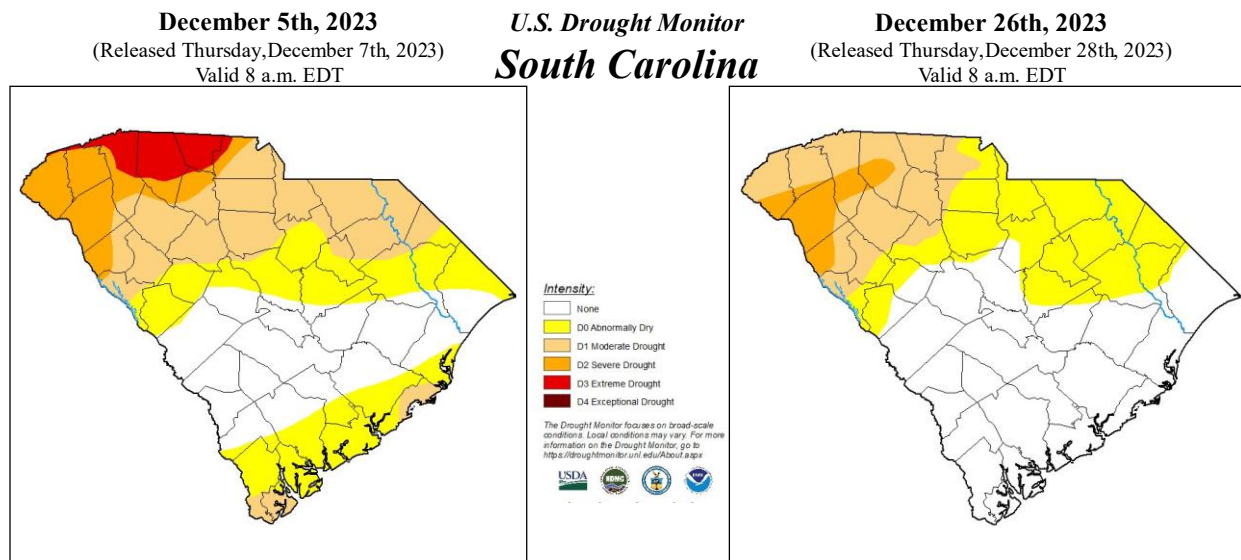 December 5th, 2023
(Released Thursday,December 7th, 2023)
Valid 8 a.m. EDT
U.S. Drought Monitor
South Carolina
December 26th, 2023
(Released Thursday,December 28th, 2023)
Valid 8 a.m. EDT
Intensity:
None
D0 Abnormally Dry
D1 Moderate Drought
D2 Severe Drought
D3 Extreme Drought
D4 Exceptional Drought
The Drought Monitor focuses on broad-scale
conditions. Local conditions may vary. For more
information on the Drought Monitor, go to
https://droughtmonitor.unl.edu/About.aspx
USDA
NDMC